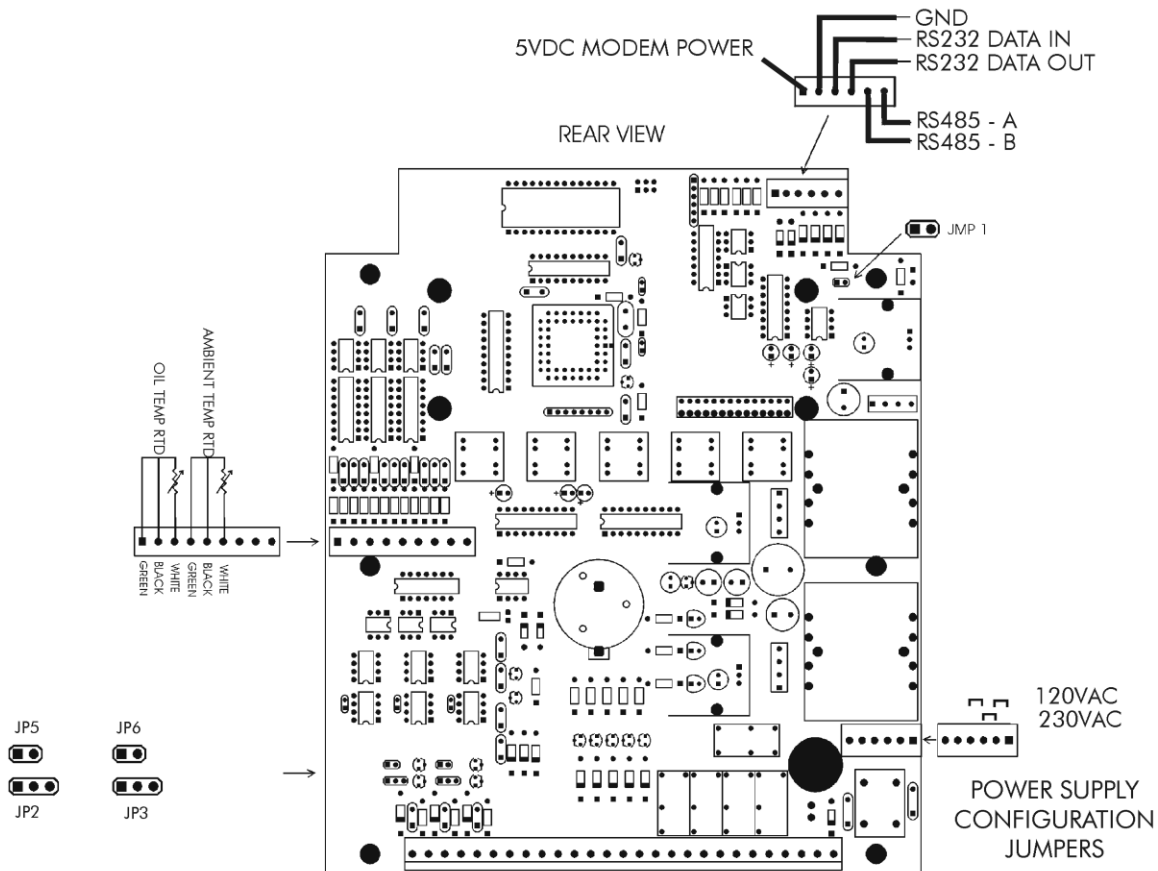 GND
RS232 DATA IN
5VDC MODEM POWER
RS232 DATA OUT
RS485 - A
RS485 - B
REAR VIEW
JMP 1
OIL TEMP RTD
AMBIENT TEMP RTD
GREEN
BLACK
WHITE
GREEN
BLACK
WHITE
120VAC
230VAC
JP5
JP6
JP2
JP3
POWER SUPPLY
CONFIGURATION
JUMPERS